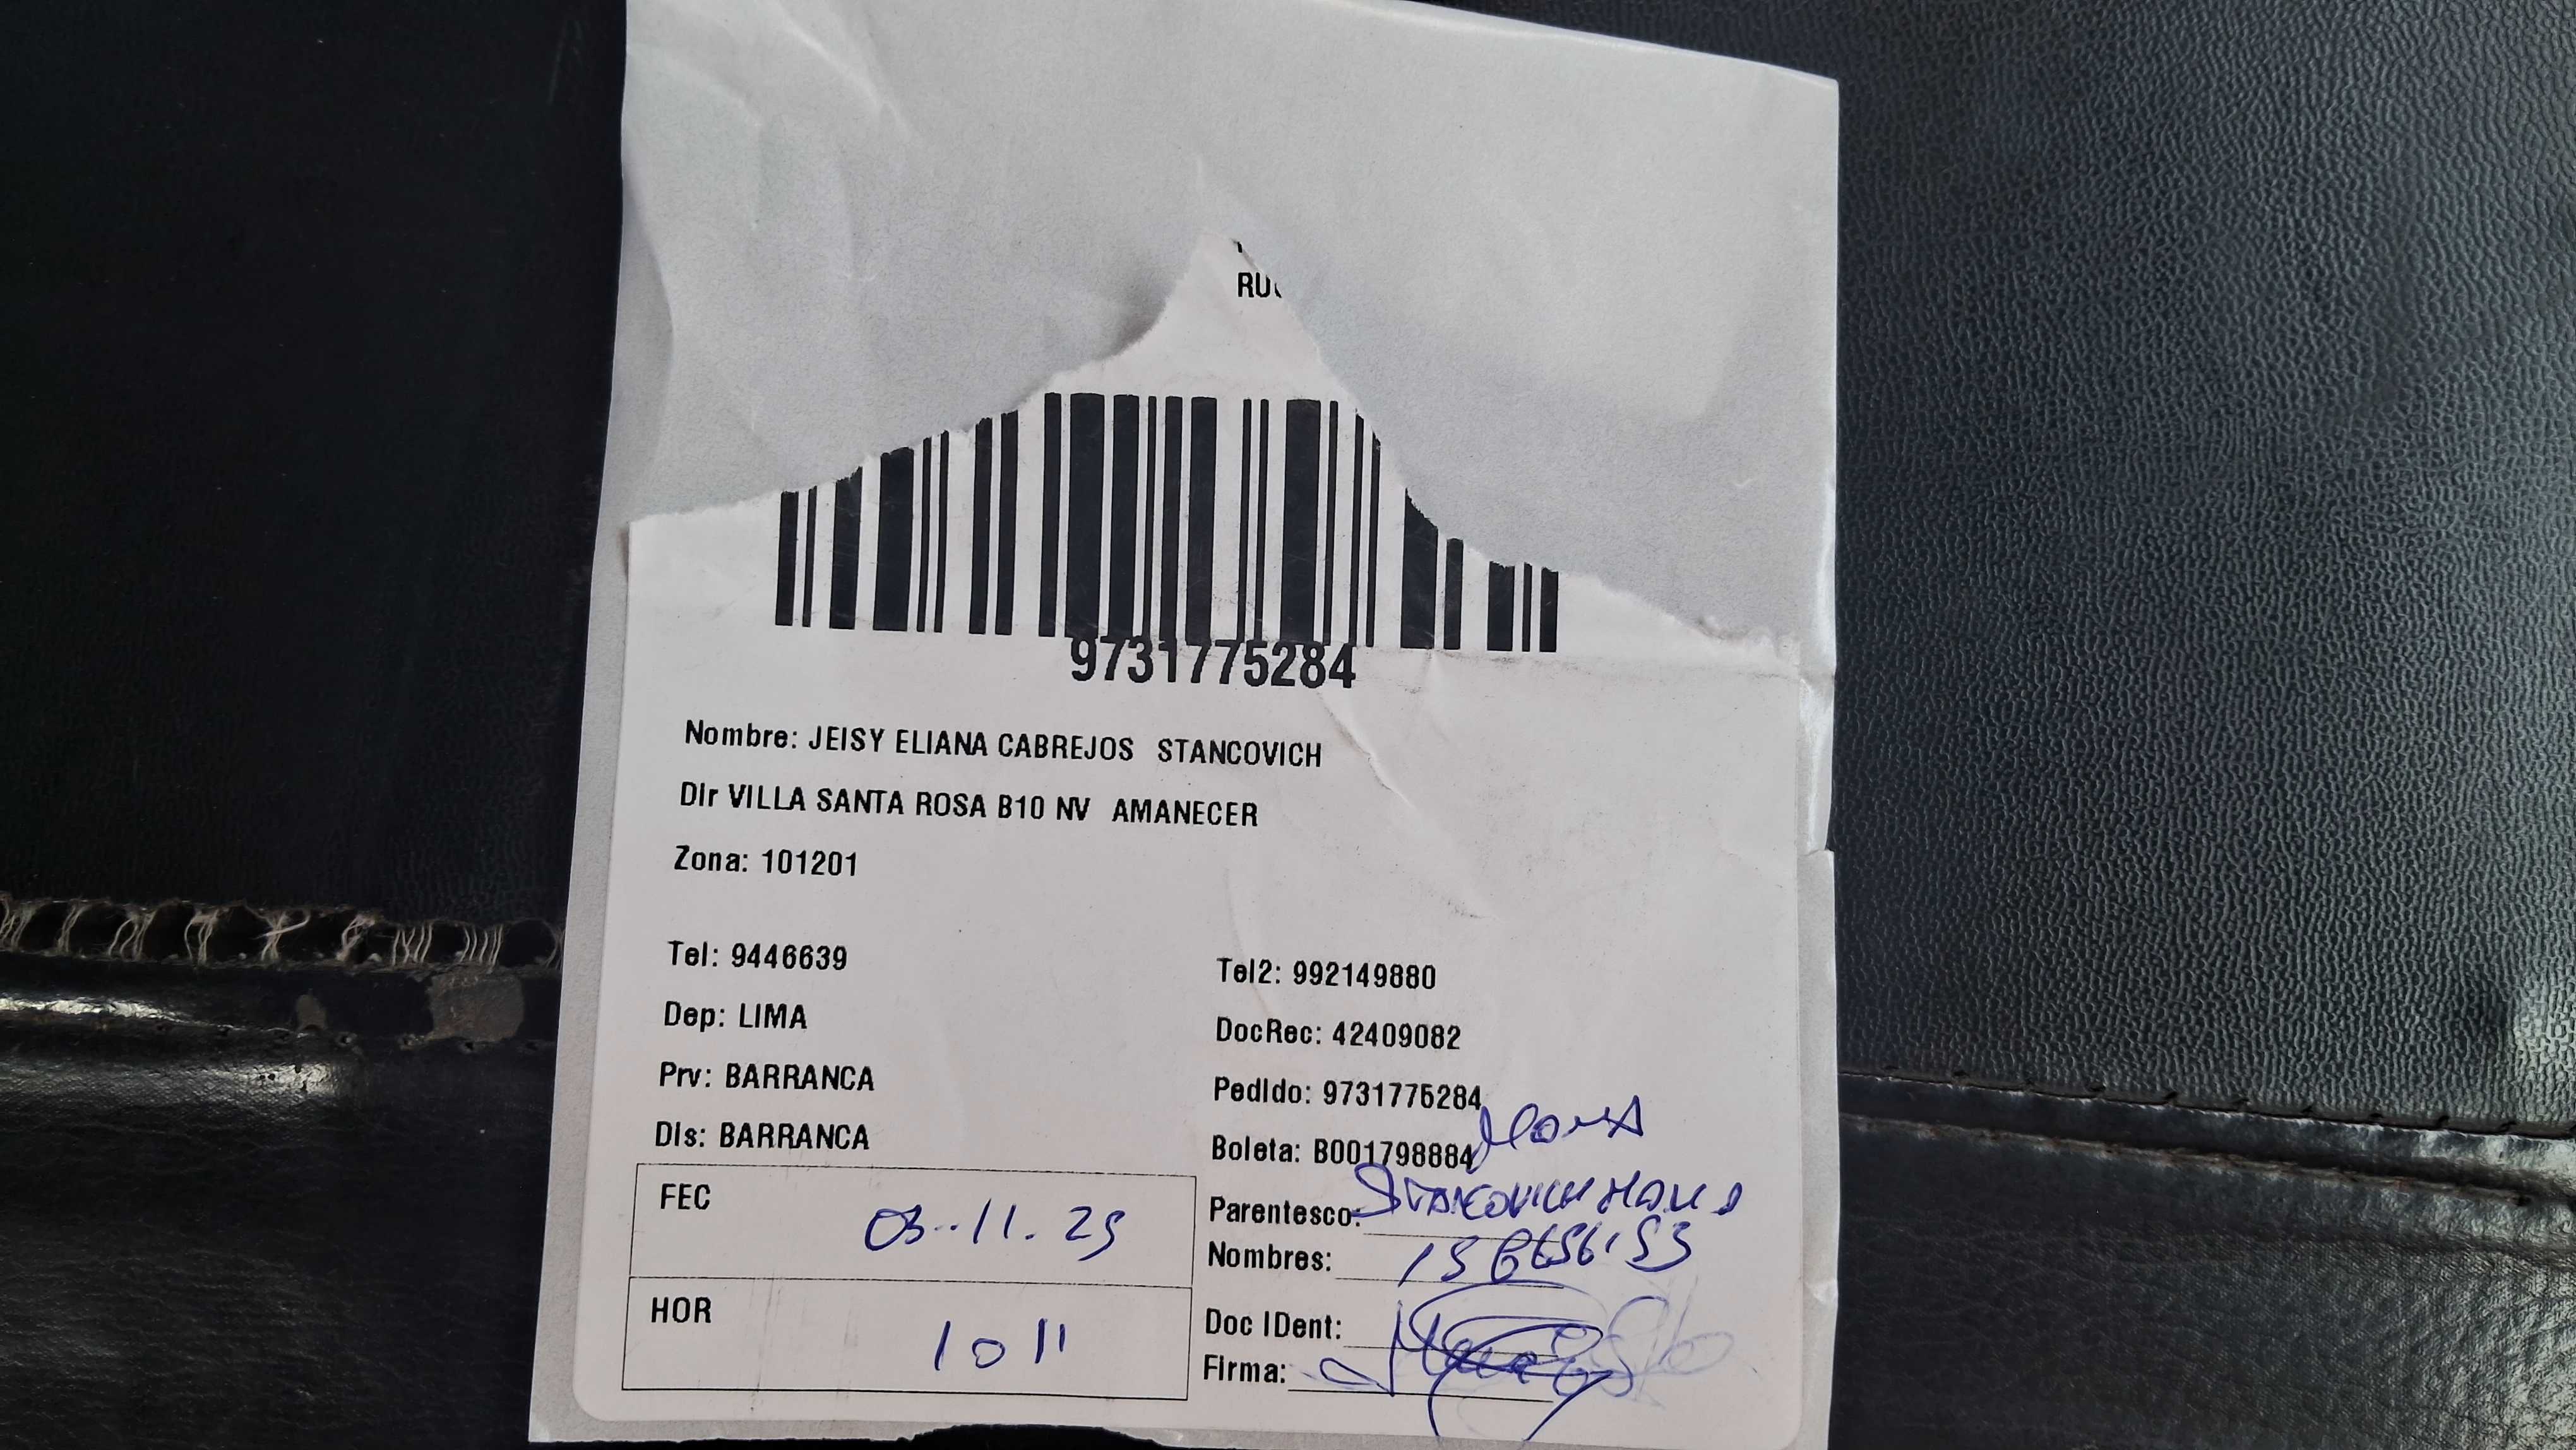 RUC
9731775284
Nombre: JEISY ELIANA CABREJOS STANCOVICH
Dir VILLA SANTA ROSA B10 NV AMANECER
Zona: 101201
Tel: 9446639
Tel2: 992149880
Dep: LIMA
DocRec: 42409082
Prv: BARRANCA
Pedido: 9731775284
Dis: BARRANCA
Boleta: B001798884
FEC 03-11.25
Parentesco:
Nombres:
HOR 1011
Doc IDent:
Firma: